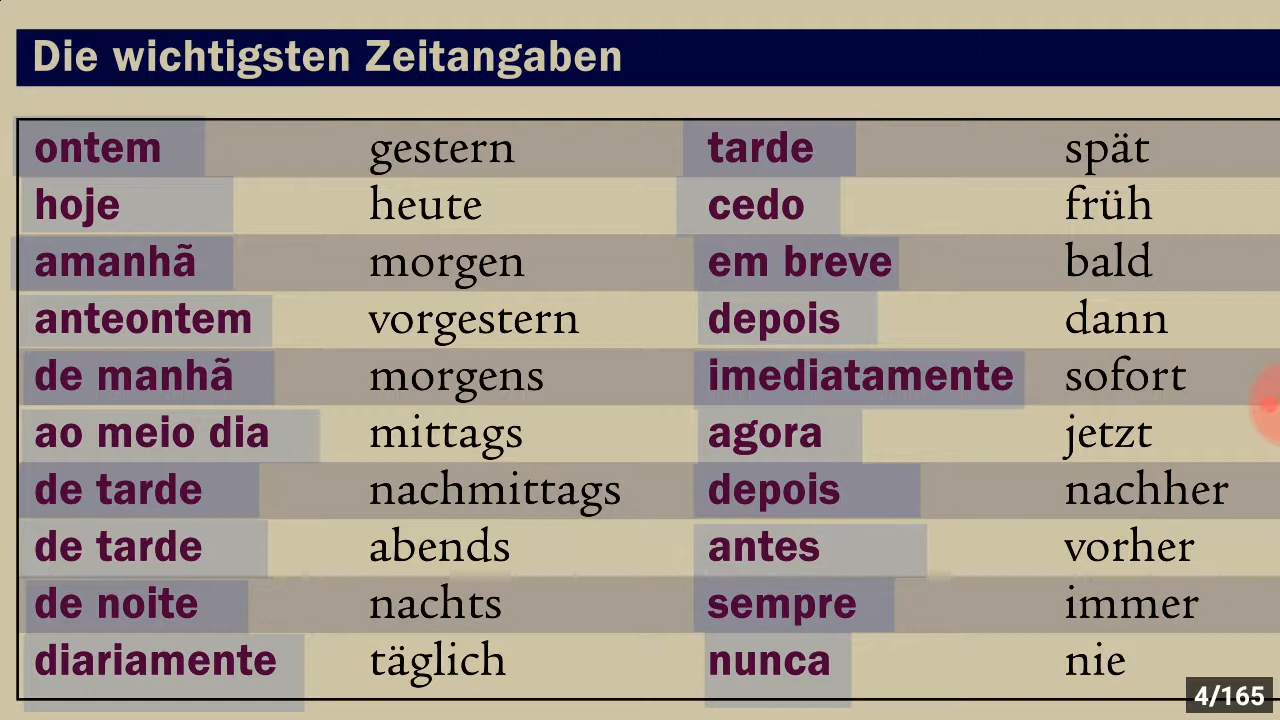 Die wichtigsten Zeitangaben
ontem gestern tarde spät
hoje heute cedo früh
amanhã morgen em breve bald
anteontem vorgestern depois dann
de manhã morgens imediatamente sofort
ao meio dia mittags agora jetzt
de tarde nachmittags depois nachher
de tarde abends antes vorher
de noite nachts sempre immer
diariamente täglich nunca nie
4/165